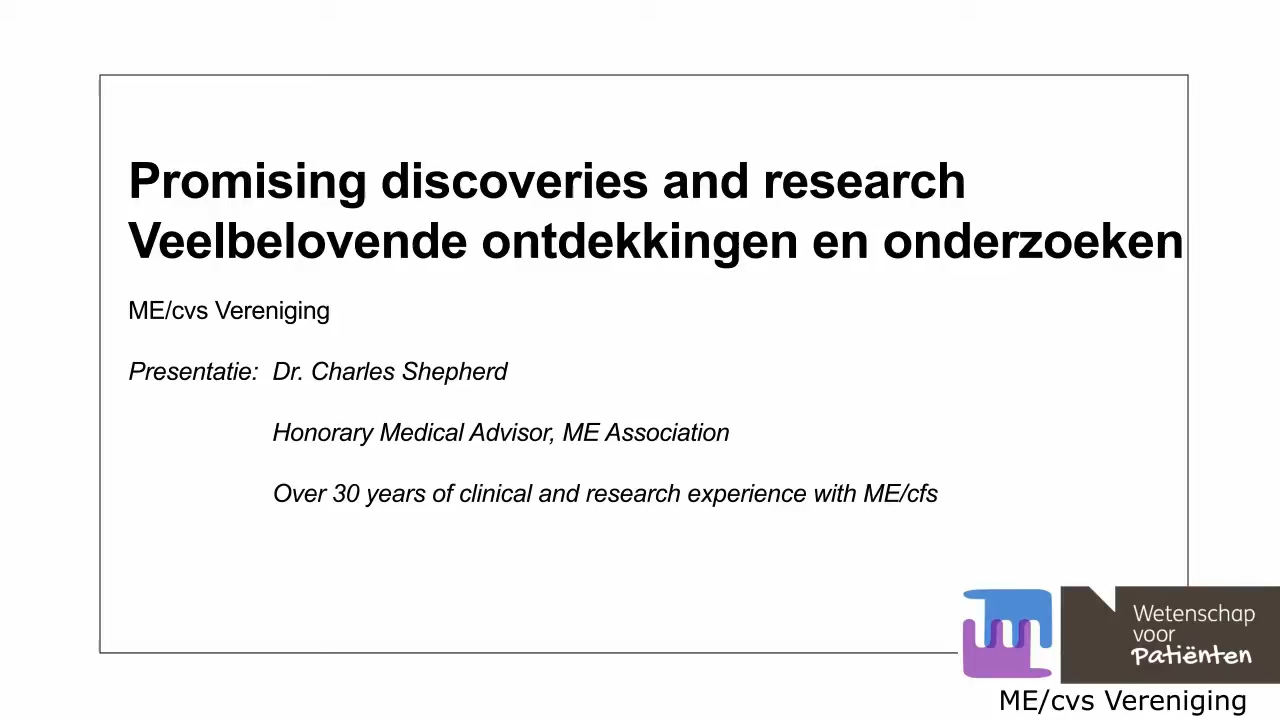 Promising discoveries and research
Veelbelovende ontdekkingen en onderzoeken
ME/cvs Vereniging
Presentatie: Dr. Charles Shepherd
Honorary Medical Advisor, ME Association
Over 30 years of clinical and research experience with ME/cfs
Wetenschap
voor
Patiënten
ME/cvs Vereniging